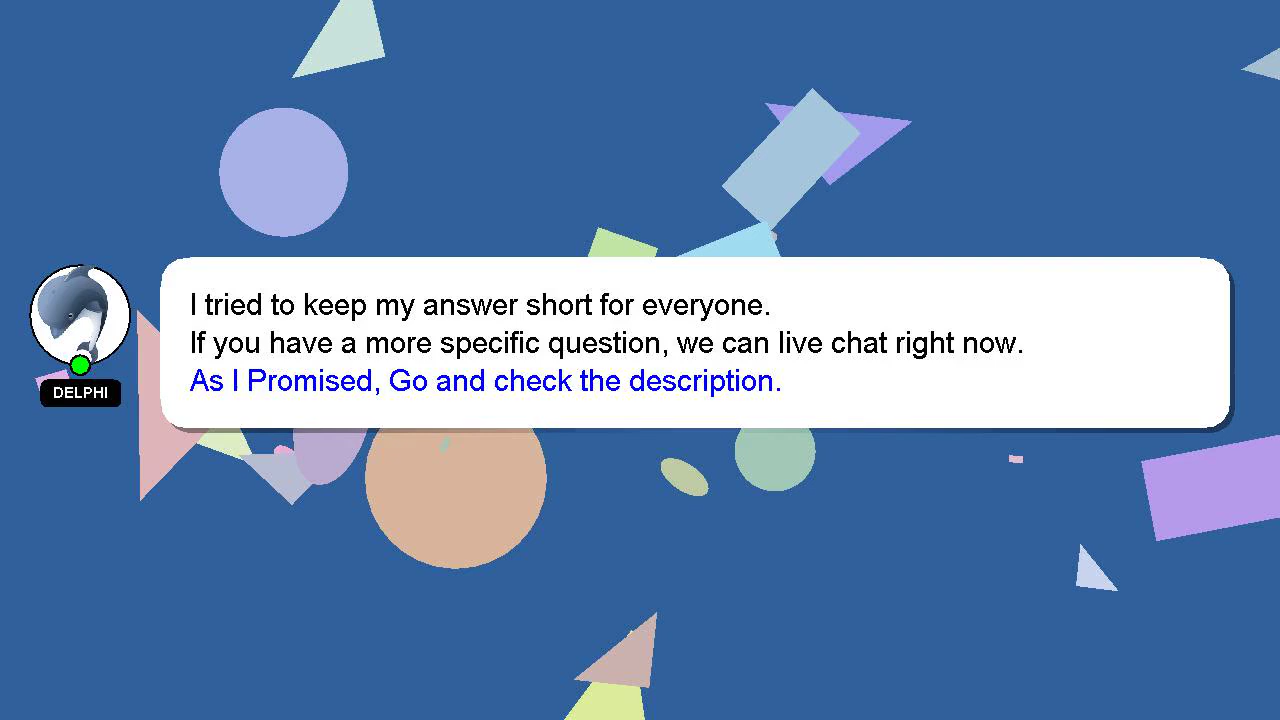 I tried to keep my answer short for everyone.
If you have a more specific question, we can live chat right now.
As I Promised, Go and check the description.
DELPHI